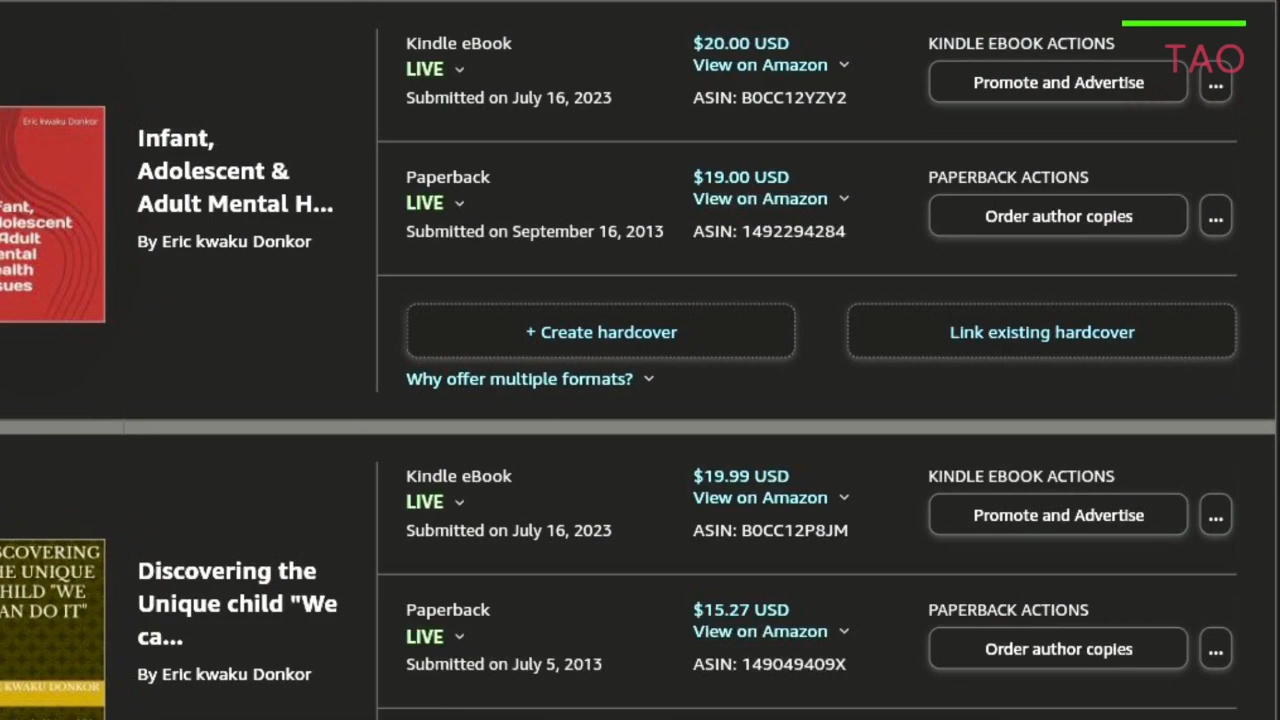 TAO
Kindle eBook
LIVE
Submitted on July 16, 2023
$20.00 USD
View on Amazon
ASIN: B0CC12YZY2
KINDLE EBOOK ACTIONS
Promote and Advertise
...
Eric kwaku Donkor
Infant,
Adolescent &
Adult Mental H...
By Eric kwaku Donkor
Paperback
LIVE
Submitted on September 16, 2013
$19.00 USD
View on Amazon
ASIN: 1492294284
PAPERBACK ACTIONS
Order author copies
...
fant,
dolescent
Adult
ental
alth
sues
+ Create hardcover
Link existing hardcover
Why offer multiple formats?
Kindle eBook
LIVE
Submitted on July 16, 2023
$19.99 USD
View on Amazon
ASIN: B0CC12P8JM
KINDLE EBOOK ACTIONS
Promote and Advertise
...
SCOVERING
HE UNIQUE
HILD "WE
AN DO IT"
KWAKU DONKOR
Discovering the
Unique child "We
ca...
By Eric kwaku Donkor
Paperback
LIVE
Submitted on July 5, 2013
$15.27 USD
View on Amazon
ASIN: 149049409X
PAPERBACK ACTIONS
Order author copies
...